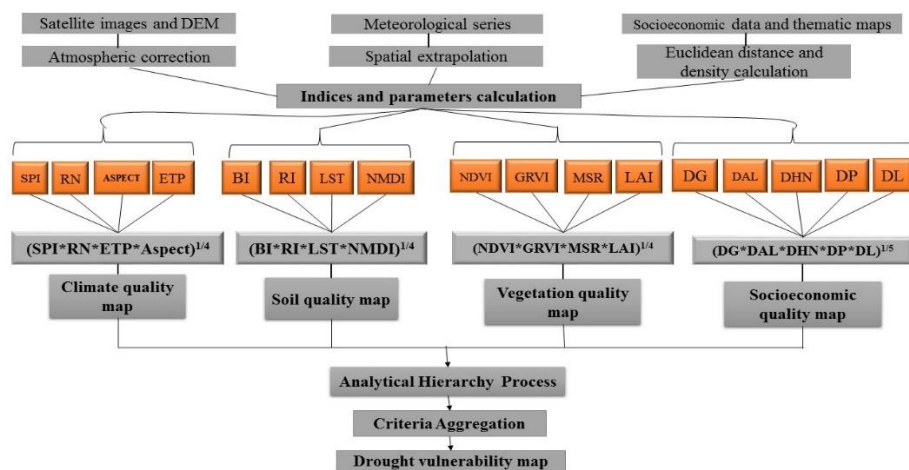 Satellite images and DEM
Meteorological series
Socioeconomic data and thematic maps
Atmospheric correction
Spatial extrapolation
Euclidean distance and
density calculation
Indices and parameters calculation
SPI
RN
ASPECT
ETP
BI
RI
LST
NMDI
NDVI
GRVI
MSR
LAI
DG
DAL
DHN
DP
DL
(SPI*RN*ETP*Aspect)1/4
(BI*RI*LST*NMDI)1/4
(NDVI*GRVI*MSR*LAI)1/4
(DG*DAL*DHN*DP*DL)1/5
Climate quality
map
Soil quality map
Vegetation quality
map
Socioeconomic
quality map
Analytical Hierarchy Process
Criteria Aggregation
Drought vulnerability map